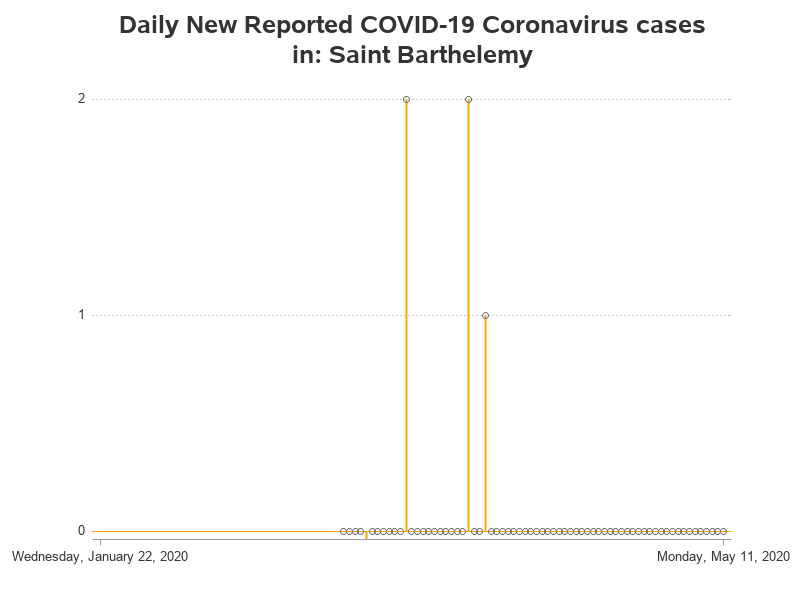 Daily New Reported COVID-19 Coronavirus cases
in: Saint Barthelemy
2
1
0
Wednesday, January 22, 2020
Monday, May 11, 2020